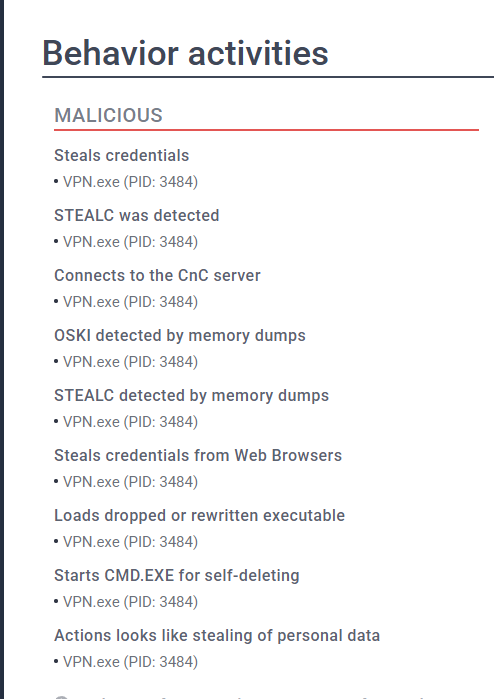 Behavior activities
MALICIOUS
Steals credentials
• VPN.exe (PID: 3484)
STEALC was detected
• VPN.exe (PID: 3484)
Connects to the CnC server
• VPN.exe (PID: 3484)
OSKI detected by memory dumps
• VPN.exe (PID: 3484)
STEALC detected by memory dumps
• VPN.exe (PID: 3484)
Steals credentials from Web Browsers
• VPN.exe (PID: 3484)
Loads dropped or rewritten executable
• VPN.exe (PID: 3484)
Starts CMD.EXE for self-deleting
• VPN.exe (PID: 3484)
Actions looks like stealing of personal data
• VPN.exe (PID: 3484)